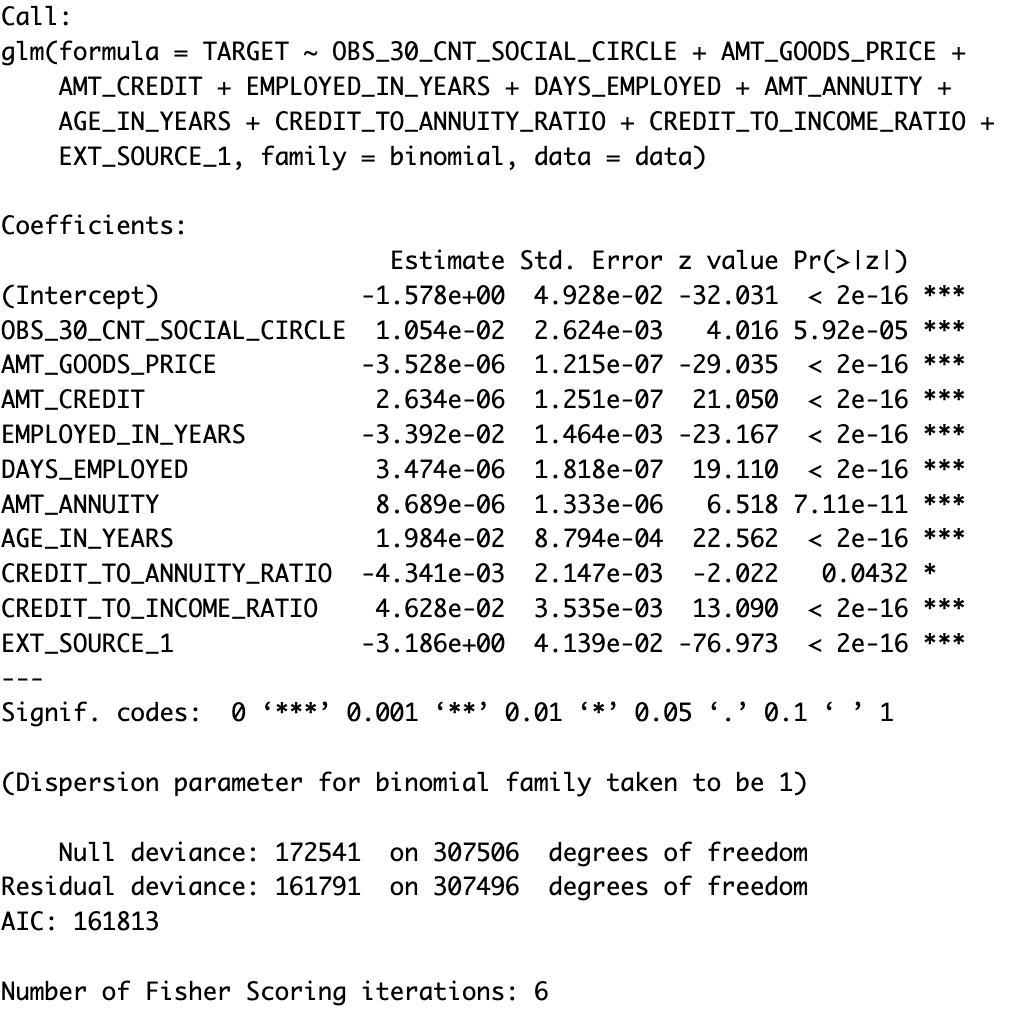 Call:
glm(formula = TARGET ~ OBS_30_CNT_SOCIAL_CIRCLE + AMT_GOODS_PRICE +
    AMT_CREDIT + EMPLOYED_IN_YEARS + DAYS_EMPLOYED + AMT_ANNUITY +
    AGE_IN_YEARS + CREDIT_TO_ANNUITY_RATIO + CREDIT_TO_INCOME_RATIO +
    EXT_SOURCE_1, family = binomial, data = data)

Coefficients:
                           Estimate Std. Error z value Pr(>|z|)
(Intercept)              -1.578e+00  4.928e-02 -32.031  < 2e-16 ***
OBS_30_CNT_SOCIAL_CIRCLE  1.054e-02  2.624e-03   4.016 5.92e-05 ***
AMT_GOODS_PRICE          -3.528e-06  1.215e-07 -29.035  < 2e-16 ***
AMT_CREDIT                2.634e-06  1.251e-07  21.050  < 2e-16 ***
EMPLOYED_IN_YEARS        -3.392e-02  1.464e-03 -23.167  < 2e-16 ***
DAYS_EMPLOYED             3.474e-06  1.818e-07  19.110  < 2e-16 ***
AMT_ANNUITY               8.689e-06  1.333e-06   6.518 7.11e-11 ***
AGE_IN_YEARS              1.984e-02  8.794e-04  22.562  < 2e-16 ***
CREDIT_TO_ANNUITY_RATIO  -4.341e-03  2.147e-03  -2.022   0.0432 *
CREDIT_TO_INCOME_RATIO    4.628e-02  3.535e-03  13.090  < 2e-16 ***
EXT_SOURCE_1             -3.186e+00  4.139e-02 -76.973  < 2e-16 ***
---
Signif. codes:  0 ‘***’ 0.001 ‘**’ 0.01 ‘*’ 0.05 ‘.’ 0.1 ‘ ’ 1

(Dispersion parameter for binomial family taken to be 1)

    Null deviance: 172541  on 307506  degrees of freedom
Residual deviance: 161791  on 307496  degrees of freedom
AIC: 161813

Number of Fisher Scoring iterations: 6